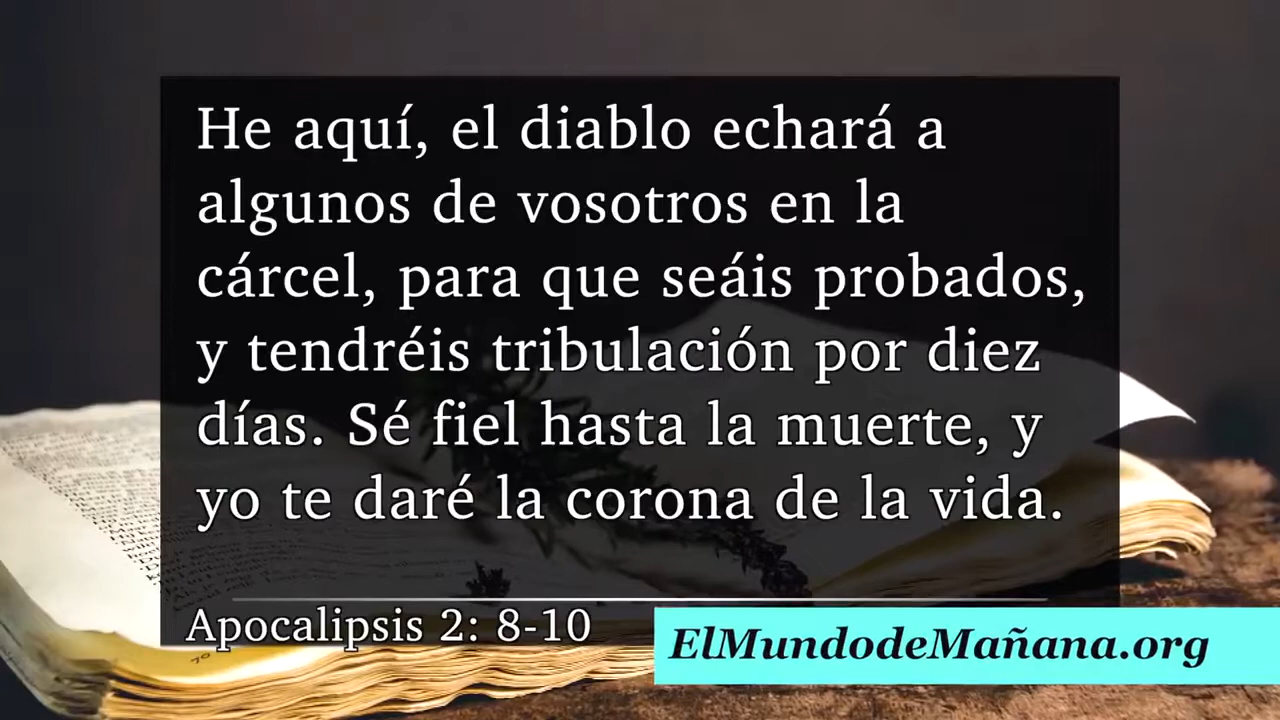 He aquí, el diablo echará a
algunos de vosotros en la
cárcel, para que seáis probados,
y tendréis tribulación por diez
días. Sé fiel hasta la muerte, y
yo te daré la corona de la vida.
Apocalipsis 2: 8-10
ElMundodeMañana.org